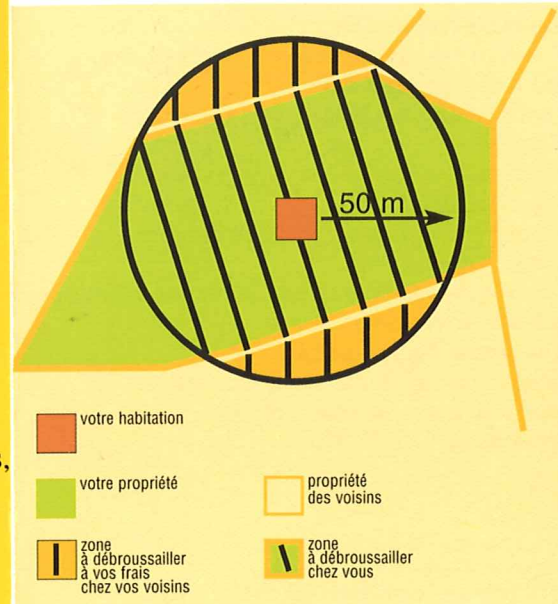 50 m
votre habitation
votre propriété
propriété
des voisins
zone
à débroussailler
à vos frais
chez vos voisins
zone
à débroussailler
chez vous